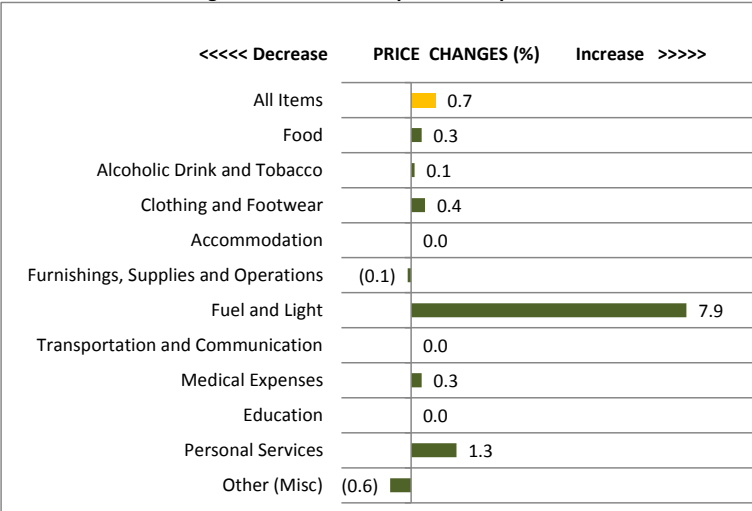 <<<<< Decrease PRICE CHANGES (%) Increase >>>>>
All Items 0.7
Food 0.3
Alcoholic Drink and Tobacco 0.1
Clothing and Footwear 0.4
Accommodation 0.0
Furnishings, Supplies and Operations (0.1)
Fuel and Light 7.9
Transportation and Communication 0.0
Medical Expenses 0.3
Education 0.0
Personal Services 1.3
Other (Misc) (0.6)